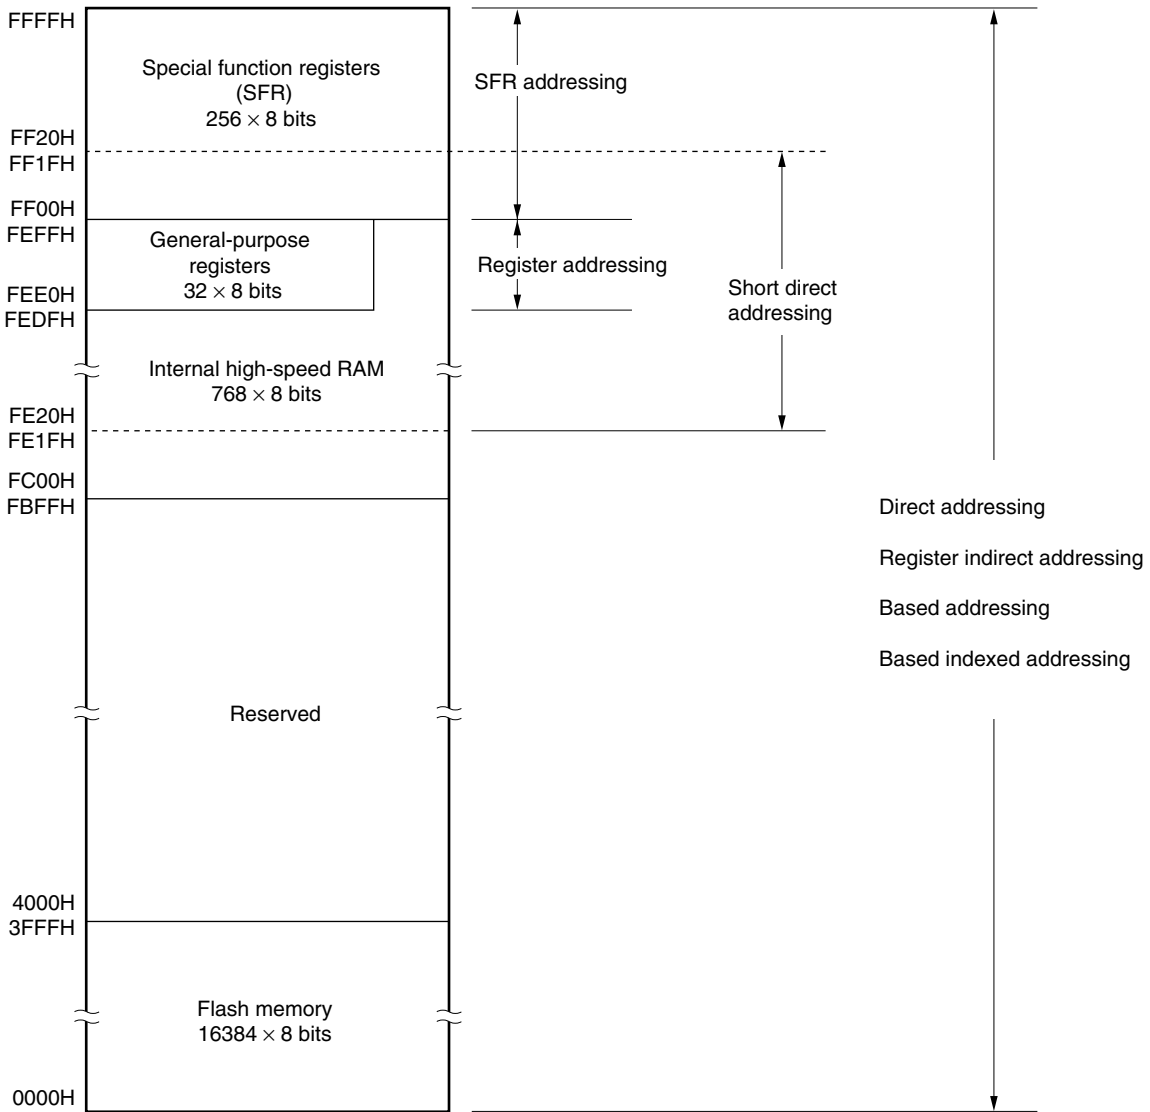 FFFFH
Special function registers
(SFR)
256 × 8 bits
SFR addressing
FF20H
FF1FH
FF00H
FEFFH
General-purpose
registers
32 × 8 bits
Register addressing
FEE0H
FEDFH
Short direct
addressing
Internal high-speed RAM
768 × 8 bits
FE20H
FE1FH
FC00H
FBFFH
Direct addressing
Register indirect addressing
Based addressing
Based indexed addressing
Reserved
4000H
3FFFH
Flash memory
16384 × 8 bits
0000H